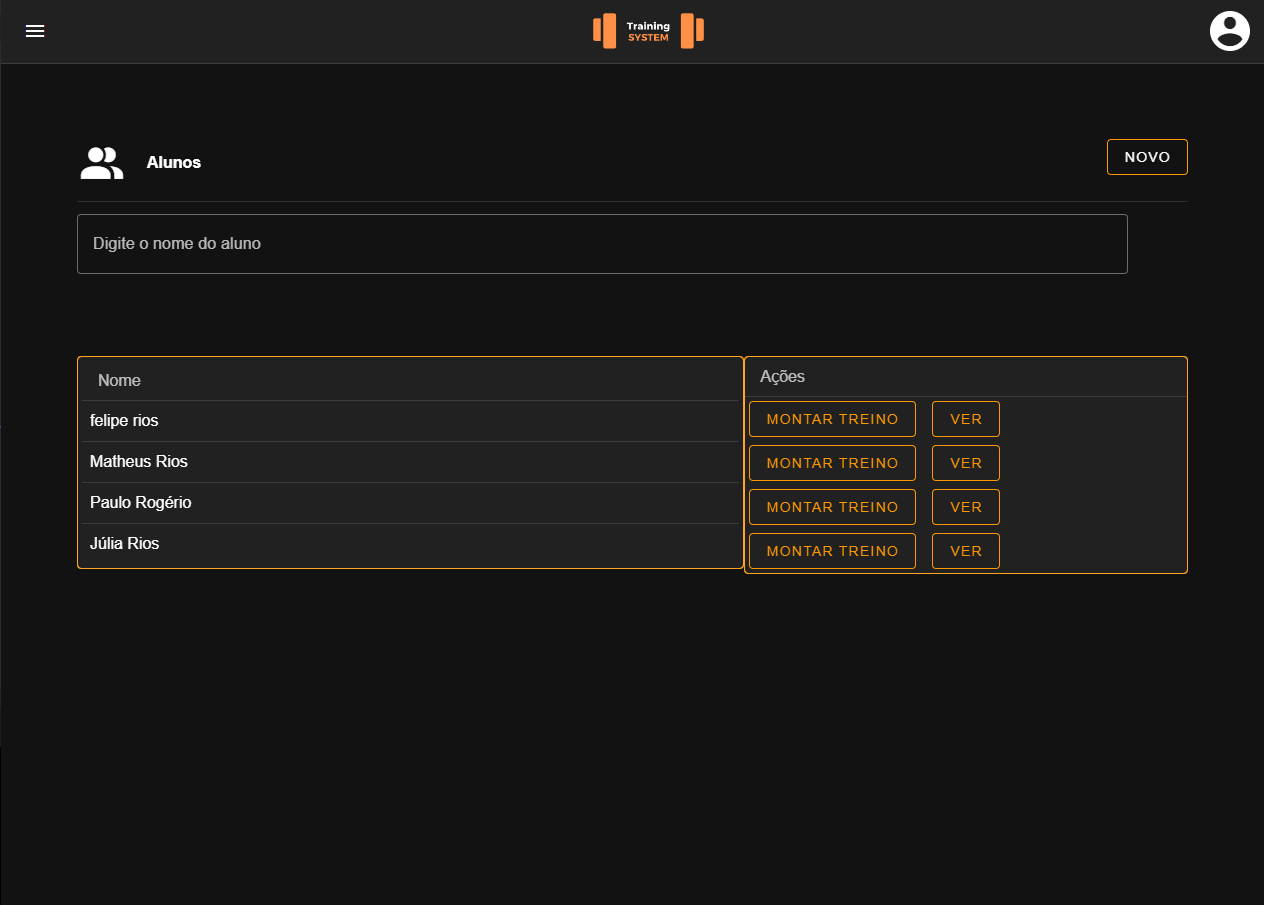 Training
SYSTEM
Alunos
NOVO
Digite o nome do aluno
Nome
Ações
felipe rios
MONTAR TREINO VER
Matheus Rios
MONTAR TREINO VER
Paulo Rogério
MONTAR TREINO VER
Júlia Rios
MONTAR TREINO VER